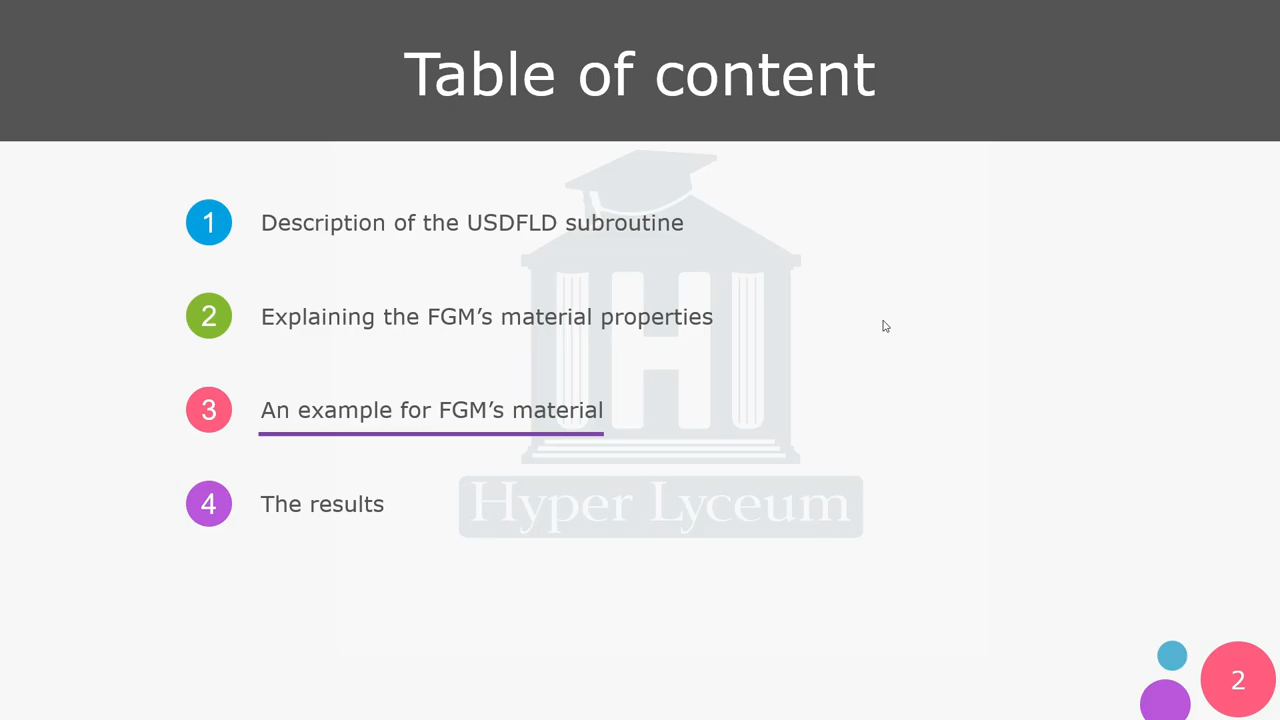 Table of content
1 Description of the USDFLD subroutine
2 Explaining the FGM’s material properties
3 An example for FGM’s material
4 The results
Hyper Lyceum
2